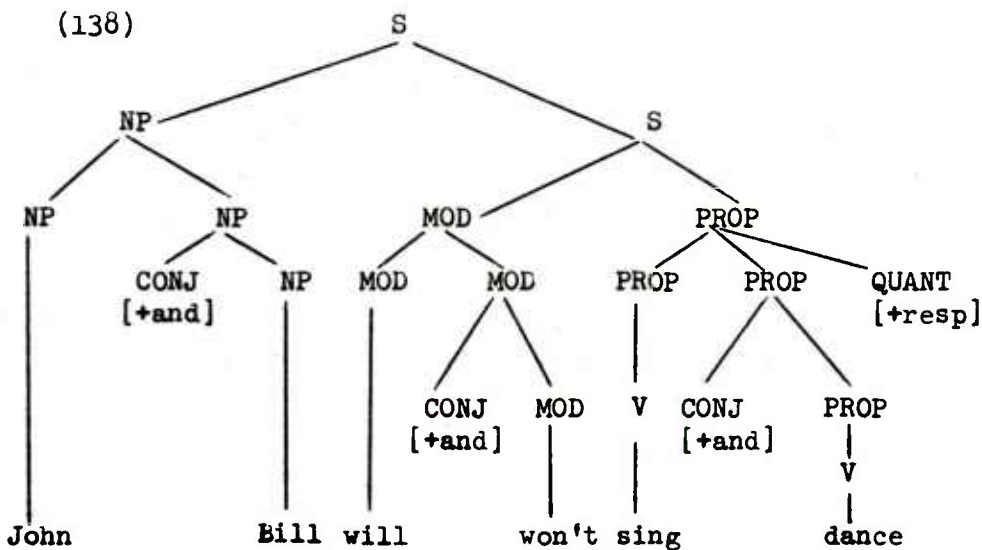 (138)
S
NP S
NP NP MOD PROP
CONJ NP MOD MOD PROP PROP QUANT
[+and] [+resp]
CONJ MOD V CONJ PROP
[+and] [+and]
V
John Bill will won't sing dance